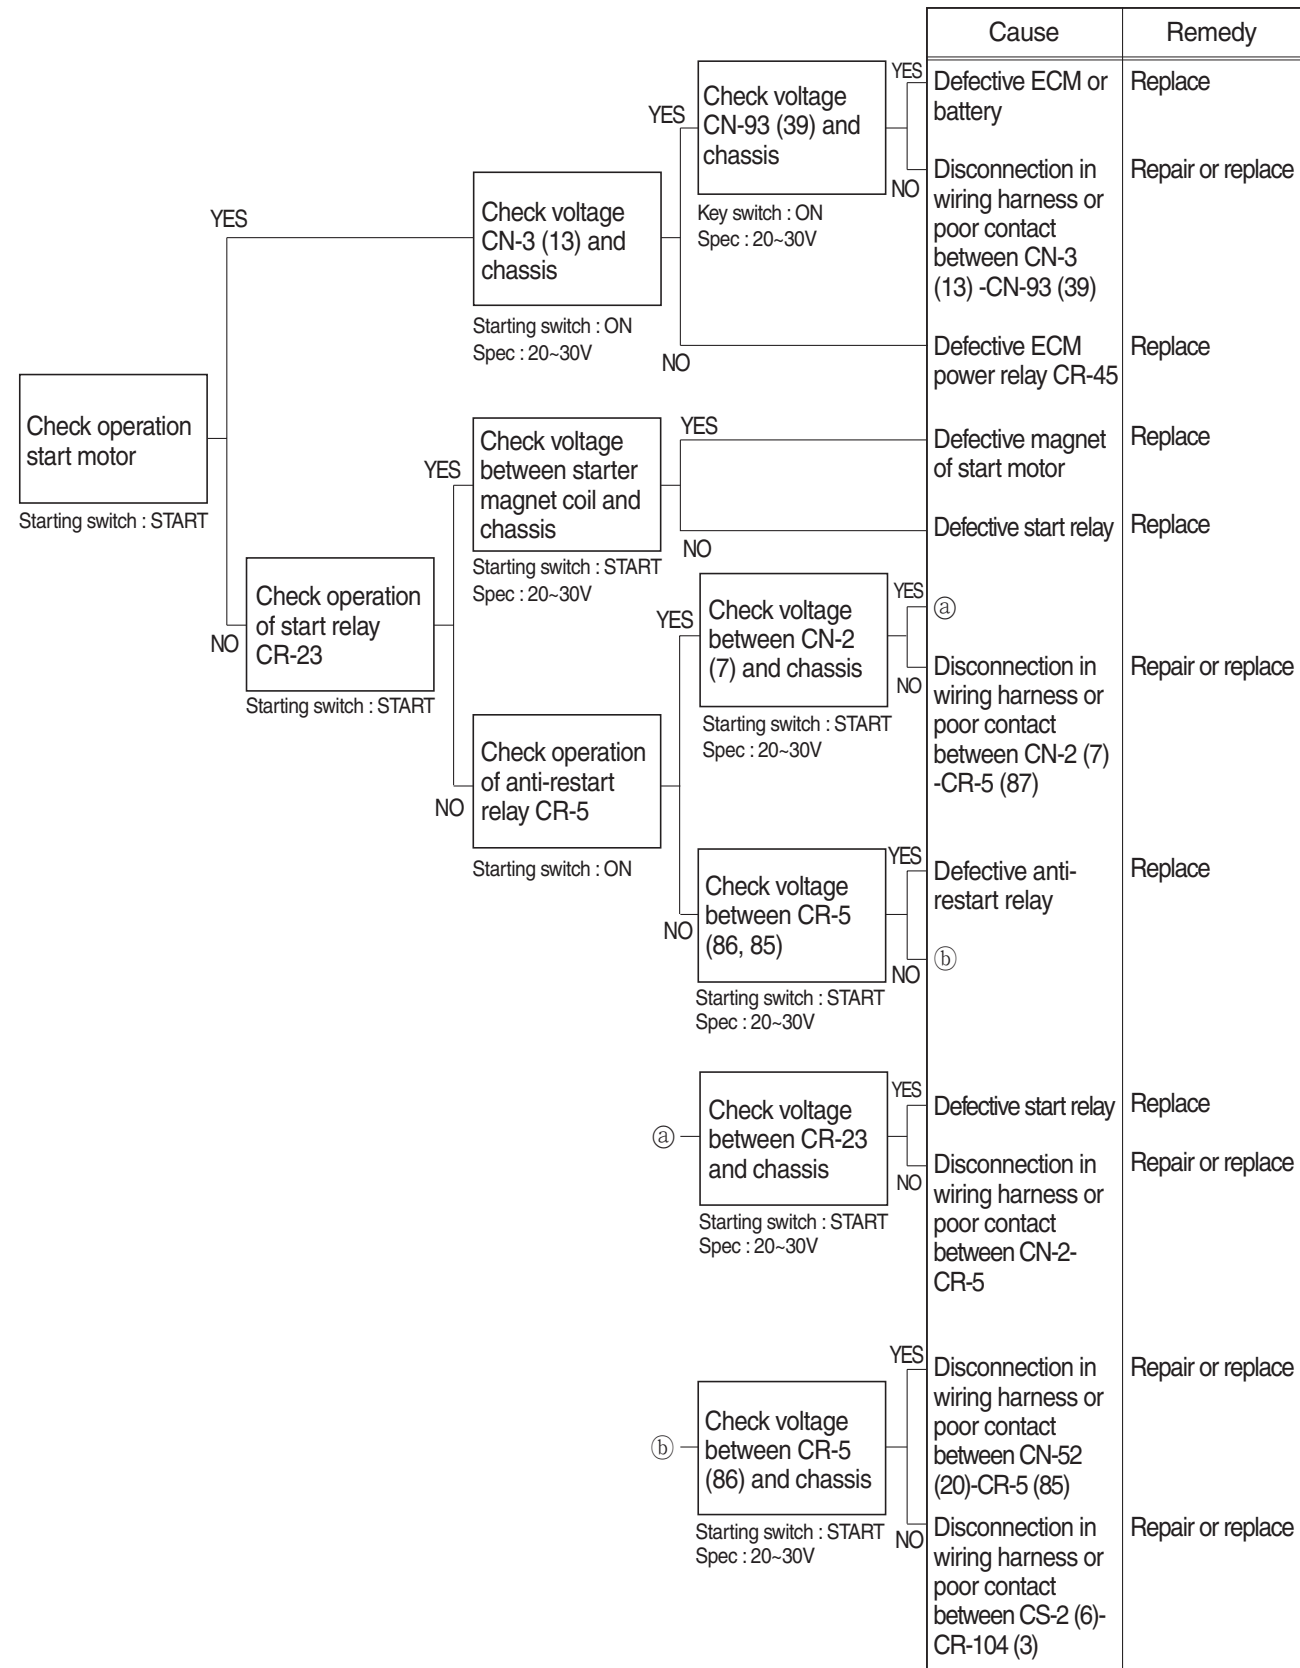 Cause
Remedy
YES
Check voltage
CN-93 (39) and
chassis
YES
Defective ECM or
battery
Replace
NO
Disconnection in
wiring harness or
poor contact
between CN-3
(13) -CN-93 (39)
Repair or replace
Key switch : ON
Spec : 20~30V
YES
Check voltage
CN-3 (13) and
chassis
Starting switch : ON
Spec : 20~30V
NO
Defective ECM
power relay CR-45
Replace
Check operation
start motor
Starting switch : START
YES
Check voltage
between starter
magnet coil and
chassis
Starting switch : START
Spec : 20~30V
YES
Defective magnet
of start motor
Replace
NO
Defective start relay
Replace
NO
Check operation
of start relay
CR-23
Starting switch : START
YES
Check voltage
between CN-2
(7) and chassis
Starting switch : START
Spec : 20~30V
YES
ⓐ
NO
Disconnection in
wiring harness or
poor contact
between CN-2 (7)
-CR-5 (87)
Repair or replace
NO
Check operation
of anti-restart
relay CR-5
Starting switch : ON
NO
Check voltage
between CR-5
(86, 85)
Starting switch : START
Spec : 20~30V
YES
Defective anti-
restart relay
Replace
NO
ⓑ
ⓐ
Check voltage
between CR-23
and chassis
Starting switch : START
Spec : 20~30V
YES
Defective start relay
Replace
NO
Disconnection in
wiring harness or
poor contact
between CN-2-
CR-5
Repair or replace
ⓑ
Check voltage
between CR-5
(86) and chassis
Starting switch : START
Spec : 20~30V
YES
Disconnection in
wiring harness or
poor contact
between CN-52
(20)-CR-5 (85)
Repair or replace
NO
Disconnection in
wiring harness or
poor contact
between CS-2 (6)-
CR-104 (3)
Repair or replace